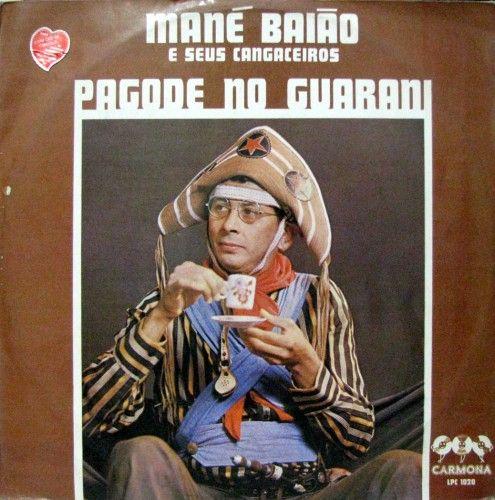 MANÉ BAIÃO
E SEUS CANGACEIROS
PAGODE NO GUARANI
CARMONA
LPC 1020